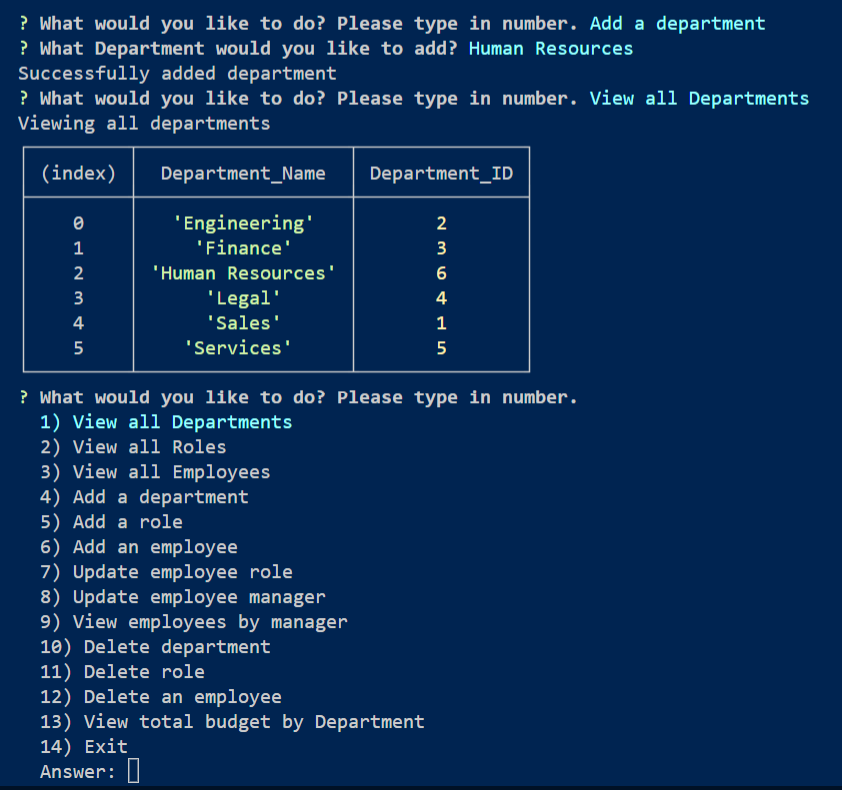 ? What would you like to do? Please type in number. Add a department
? What Department would you like to add? Human Resources
Successfully added department
? What would you like to do? Please type in number. View all Departments
Viewing all departments
(index) Department_Name Department_ID
0 'Engineering' 2
1 'Finance' 3
2 'Human Resources' 6
3 'Legal' 4
4 'Sales' 1
5 'Services' 5
? What would you like to do? Please type in number.
1) View all Departments
2) View all Roles
3) View all Employees
4) Add a department
5) Add a role
6) Add an employee
7) Update employee role
8) Update employee manager
9) View employees by manager
10) Delete department
11) Delete role
12) Delete an employee
13) View total budget by Department
14) Exit
Answer: